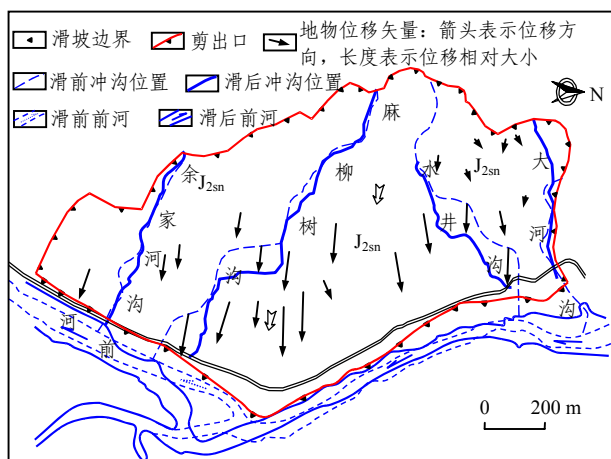 滑坡边界
剪出口
地物位移矢量：箭头表示位移方
向，长度表示位移相对大小
滑前冲沟位置
滑后冲沟位置
滑前前河
滑后前河
N
麻柳树沟
余家河沟
水井沟
大河沟
J2sn
J2sn
J2sn
前河
0 200 m